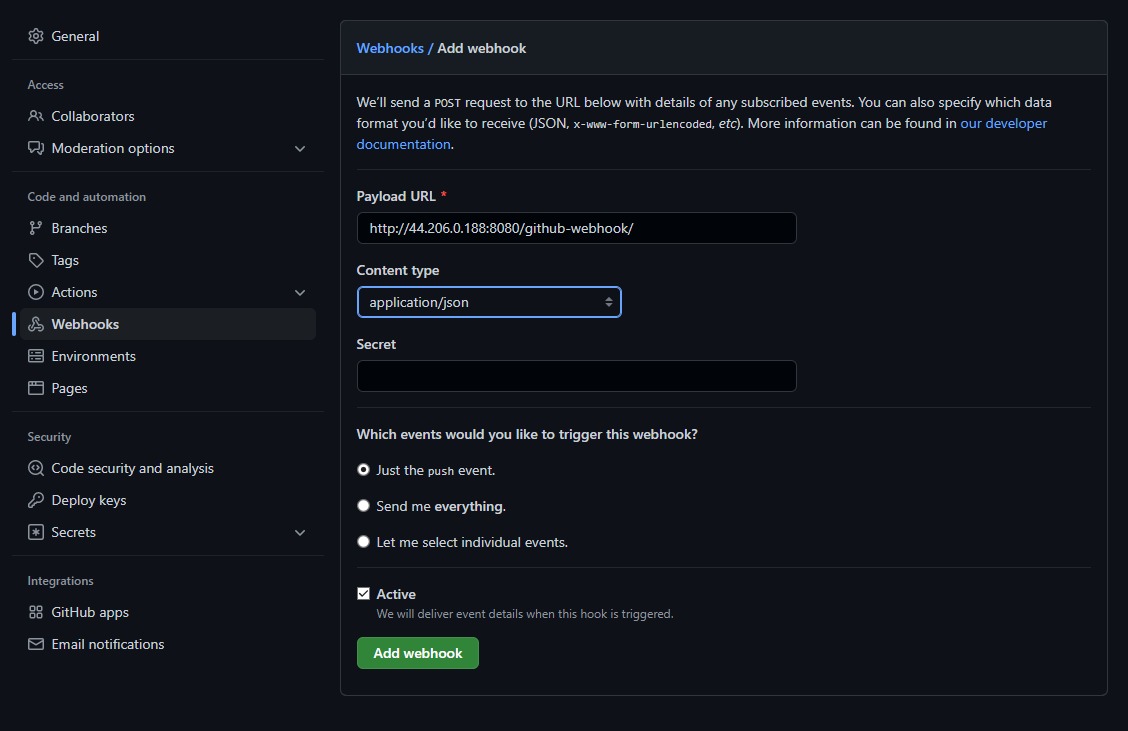 General
Access
Collaborators
Moderation options
Code and automation
Branches
Tags
Actions
Webhooks
Environments
Pages
Security
Code security and analysis
Deploy keys
Secrets
Integrations
GitHub apps
Email notifications
Webhooks / Add webhook
We'll send a POST request to the URL below with details of any subscribed events. You can also specify which data
format you'd like to receive (JSON, x-www-form-urlencoded, etc). More information can be found in our developer
documentation.
Payload URL *
http://44.206.0.188:8080/github-webhook/
Content type
application/json
Secret
Which events would you like to trigger this webhook?
Just the push event.
Send me everything.
Let me select individual events.
Active
We will deliver event details when this hook is triggered.
Add webhook